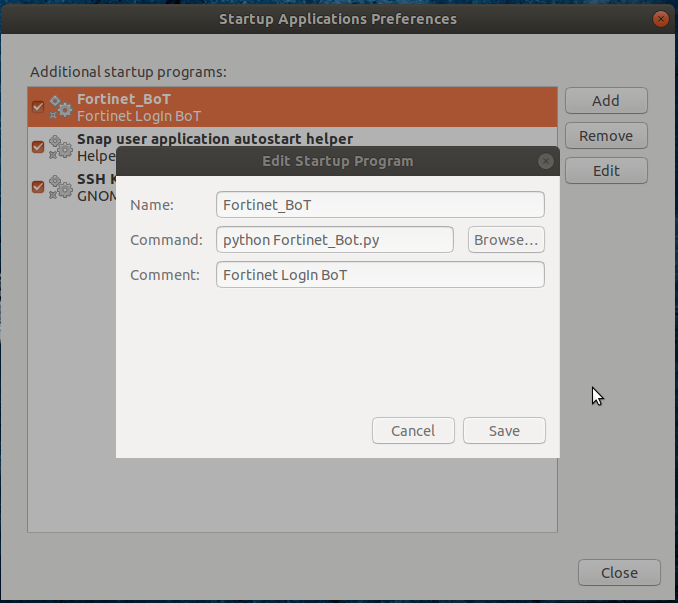 Startup Applications Preferences
Additional startup programs:
Fortinet_BoT
Fortinet LogIn BoT
Add
Snap user application autostart helper
Helpe
Remove
SSH K
GNOM
Edit
Edit Startup Program
Name: Fortinet_BoT
Command: python Fortinet_Bot.py Browse...
Comment: Fortinet LogIn BoT
Cancel Save
Close